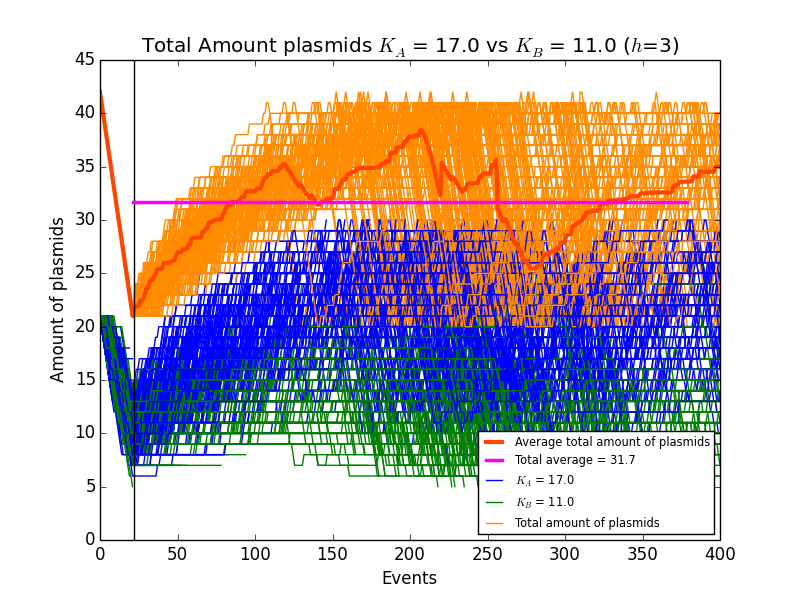 Total Amount plasmids K_A = 17.0 vs K_B = 11.0 (h=3)
45
40
35
30
25
20
15
10
5
0
Amount of plasmids
Average total amount of plasmids
Total average = 31.7
K_A = 17.0
K_B = 11.0
Total amount of plasmids
0 50 100 150 200 250 300 350 400
Events